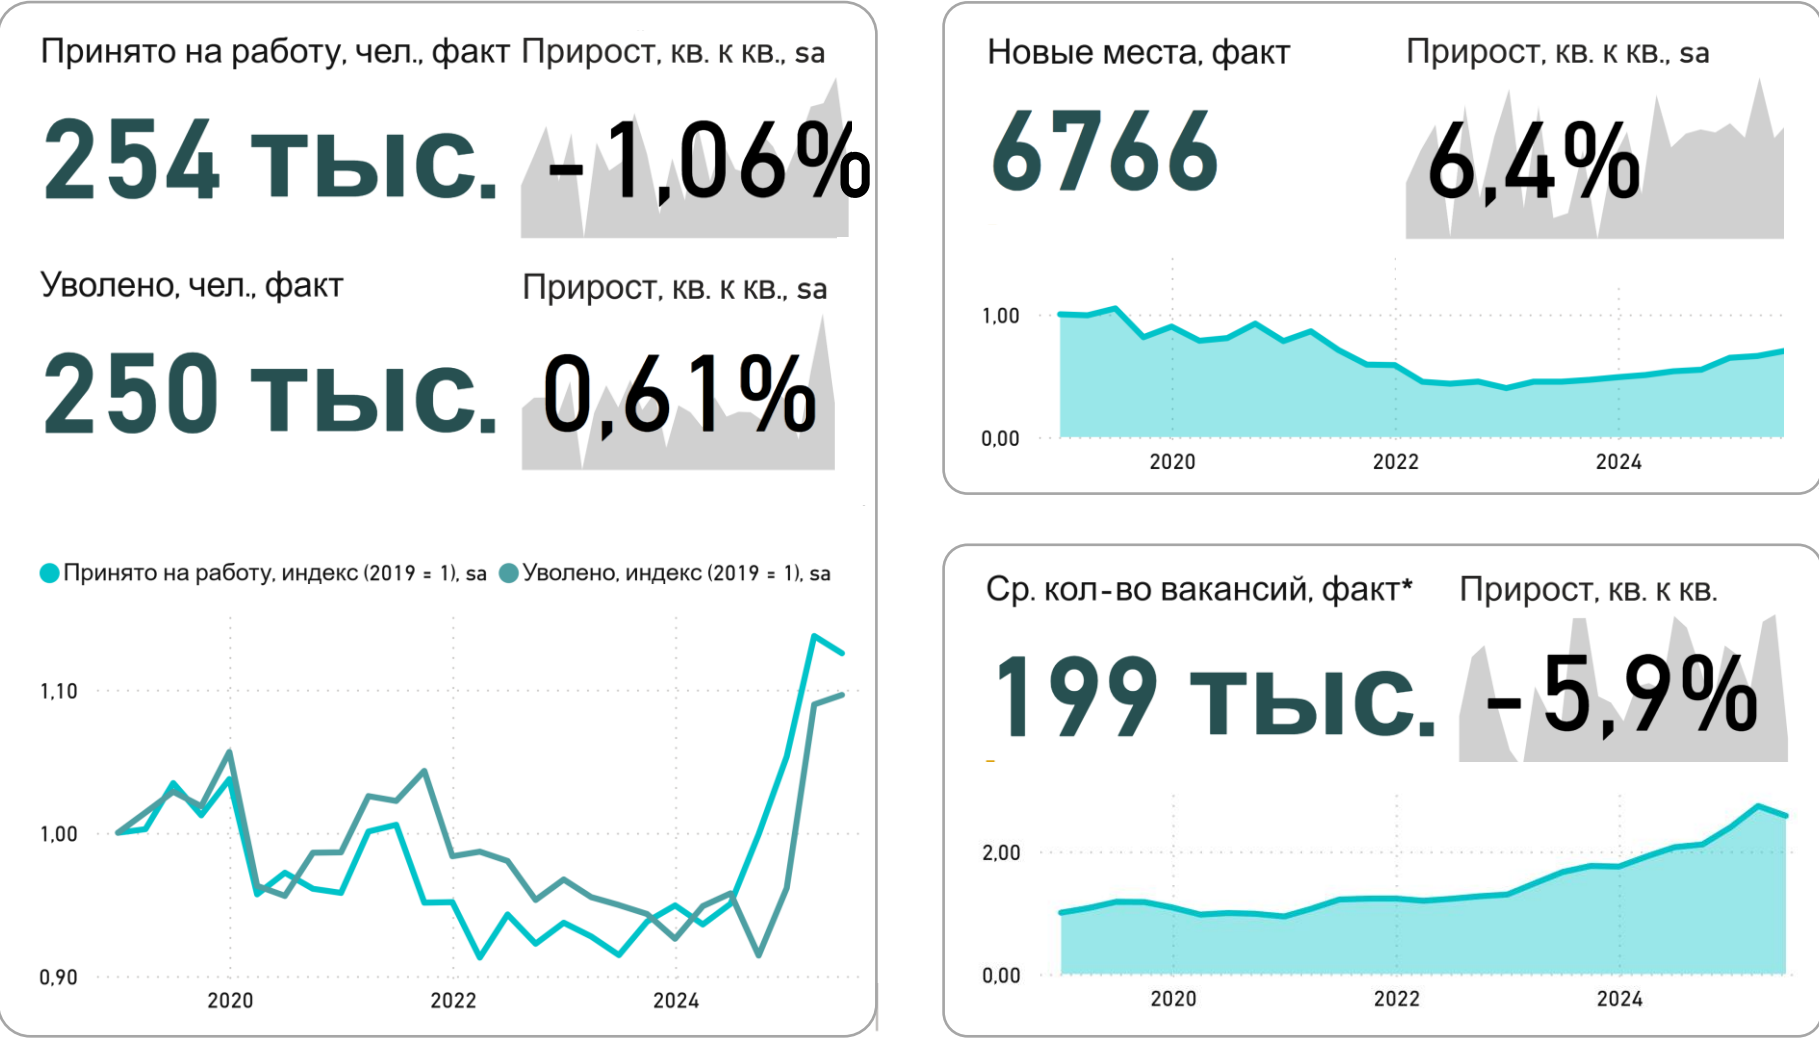 Принято на работу, чел., факт Прирост, кв. к кв., sa
254 тыс. -1,06%
Уволено, чел., факт Прирост, кв. к кв., sa
250 тыс. 0,61%
Принято на работу, индекс (2019 = 1), sa Уволено, индекс (2019 = 1), sa
1,10
1,00
0,90
2020 2022 2024
Новые места, факт Прирост, кв. к кв., sa
6766 6,4%
1,00
0,00
2020 2022 2024
Ср. кол-во вакансий, факт* Прирост, кв. к кв.
199 тыс. -5,9%
2,00
0,00
2020 2022 2024